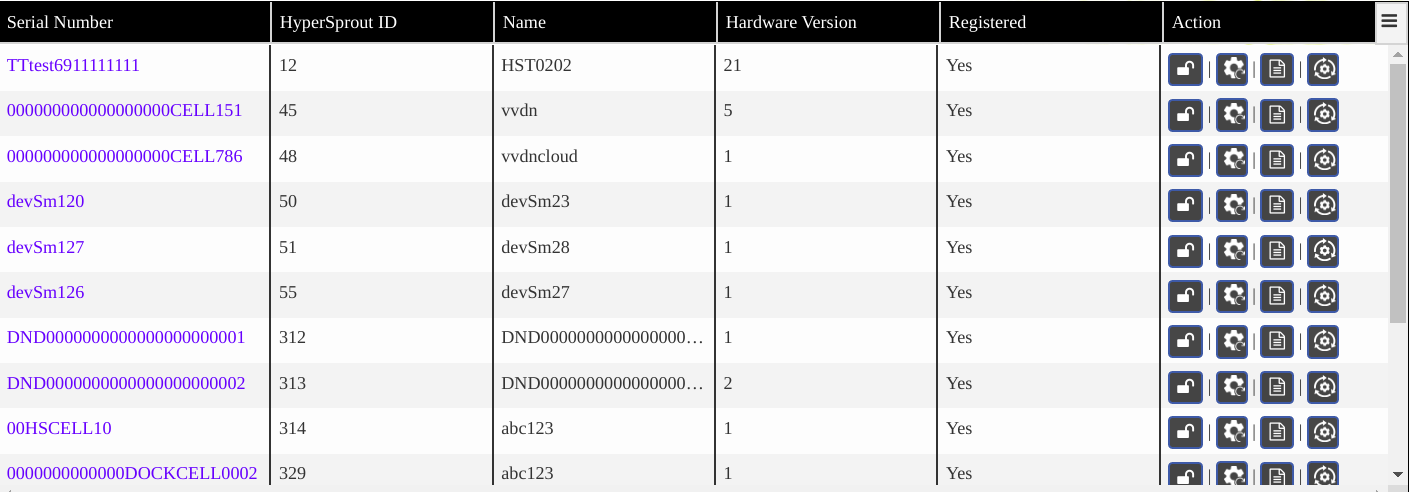 Serial Number HyperSprout ID Name Hardware Version Registered Action
TTtest6911111111 12 HST0202 21 Yes | | |
000000000000000000CELL151 45 vvdn 5 Yes | | |
000000000000000000CELL786 48 vvdncloud 1 Yes | | |
devSm120 50 devSm23 1 Yes | | |
devSm127 51 devSm28 1 Yes | | |
devSm126 55 devSm27 1 Yes | | |
DND0000000000000000000001 312 DND0000000000000000... 1 Yes | | |
DND0000000000000000000002 313 DND0000000000000000... 2 Yes | | |
00HSCELL10 314 abc123 1 Yes | | |
0000000000000DOCKCELL0002 329 abc123 1 Yes | | |